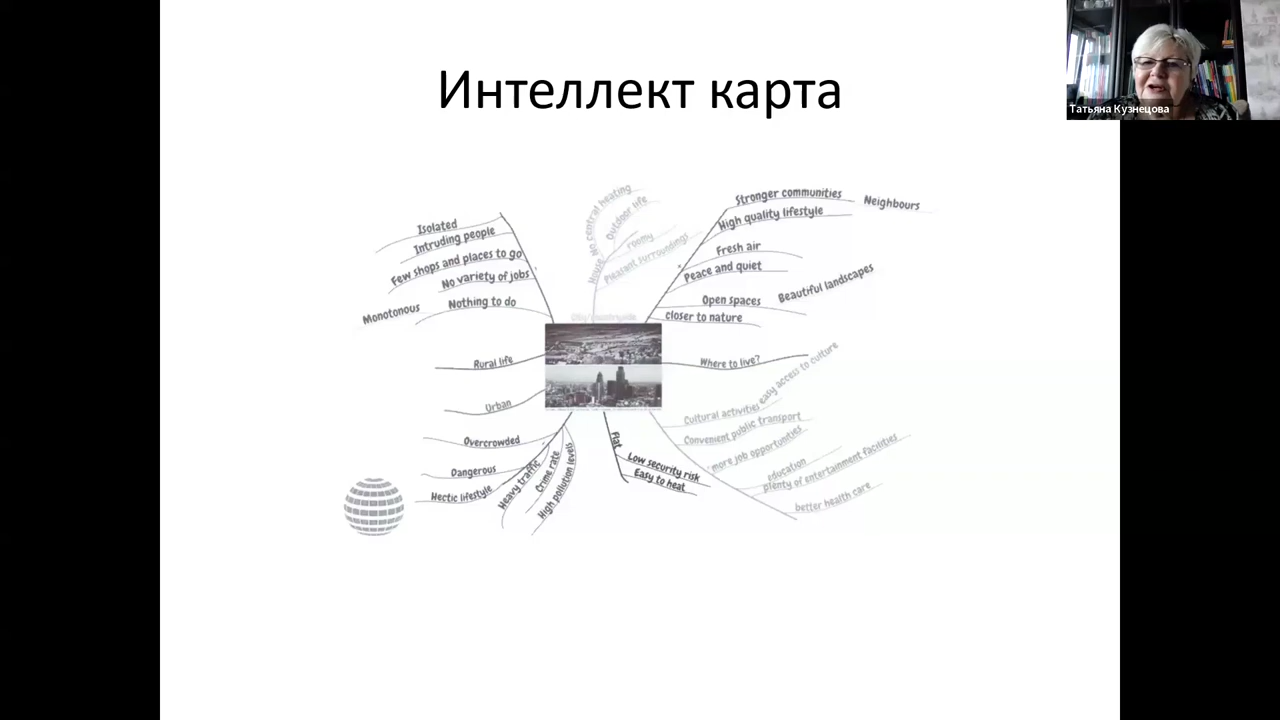 Интеллект карта
Татьяна Кузнецова
Isolated
Intruding people
Few shops and places to go
No variety of jobs
Nothing to do
Monotonous
House
No central heating
Outdoor life
roomy
Pleasant surroundings
Stronger communities
Neighbours
High quality lifestyle
Fresh air
Peace and quiet
Open spaces
Beautiful landscapes
closer to nature
City/countryside
Rural life
Where to live?
Urban
Overcrowded
Dangerous
Hectic lifestyle
Heavy traffic
Crime rate
High pollution levels
Flat
Low security risk
Easy to heat
Cultural activities
easy access to culture
Convenient public transport
more job opportunities
education
plenty of entertainment facilities
better health care